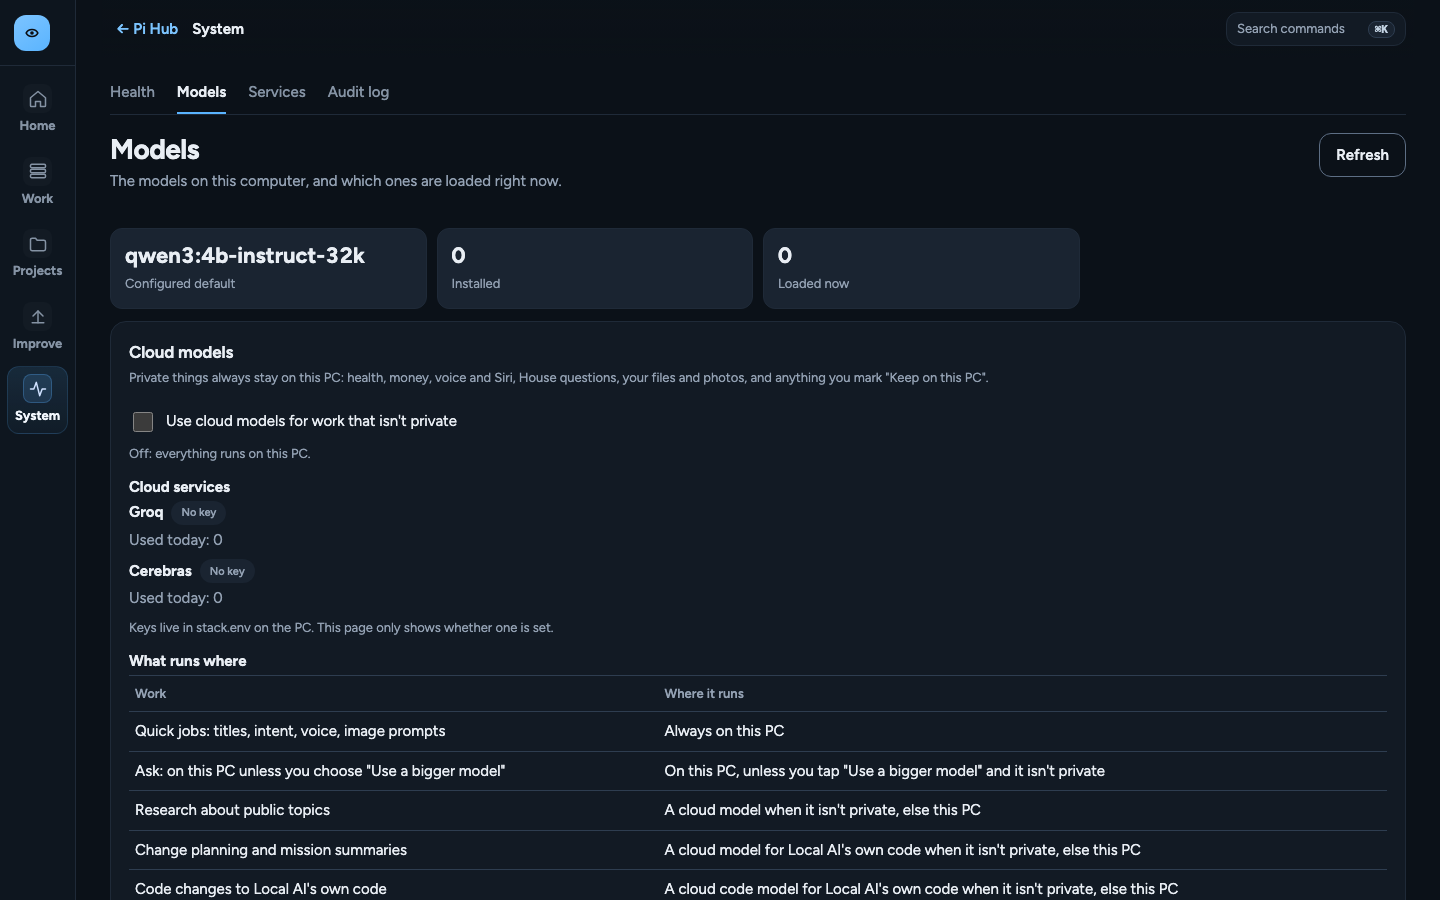 ← Pi Hub System
Search commands ⌘K
Home
Work
Projects
Improve
System
Health Models Services Audit log
Models
The models on this computer, and which ones are loaded right now.
Refresh
qwen3:4b-instruct-32k
Configured default
0
Installed
0
Loaded now
Cloud models
Private things always stay on this PC: health, money, voice and Siri, House questions, your files and photos, and anything you mark "Keep on this PC".
Use cloud models for work that isn't private
Off: everything runs on this PC.
Cloud services
Groq No key
Used today: 0
Cerebras No key
Used today: 0
Keys live in stack.env on the PC. This page only shows whether one is set.
What runs where
Work Where it runs
Quick jobs: titles, intent, voice, image prompts Always on this PC
Ask: on this PC unless you choose "Use a bigger model" On this PC, unless you tap "Use a bigger model" and it isn't private
Research about public topics A cloud model when it isn't private, else this PC
Change planning and mission summaries A cloud model for Local AI's own code when it isn't private, else this PC
Code changes to Local AI's own code A cloud code model for Local AI's own code when it isn't private, else this PC